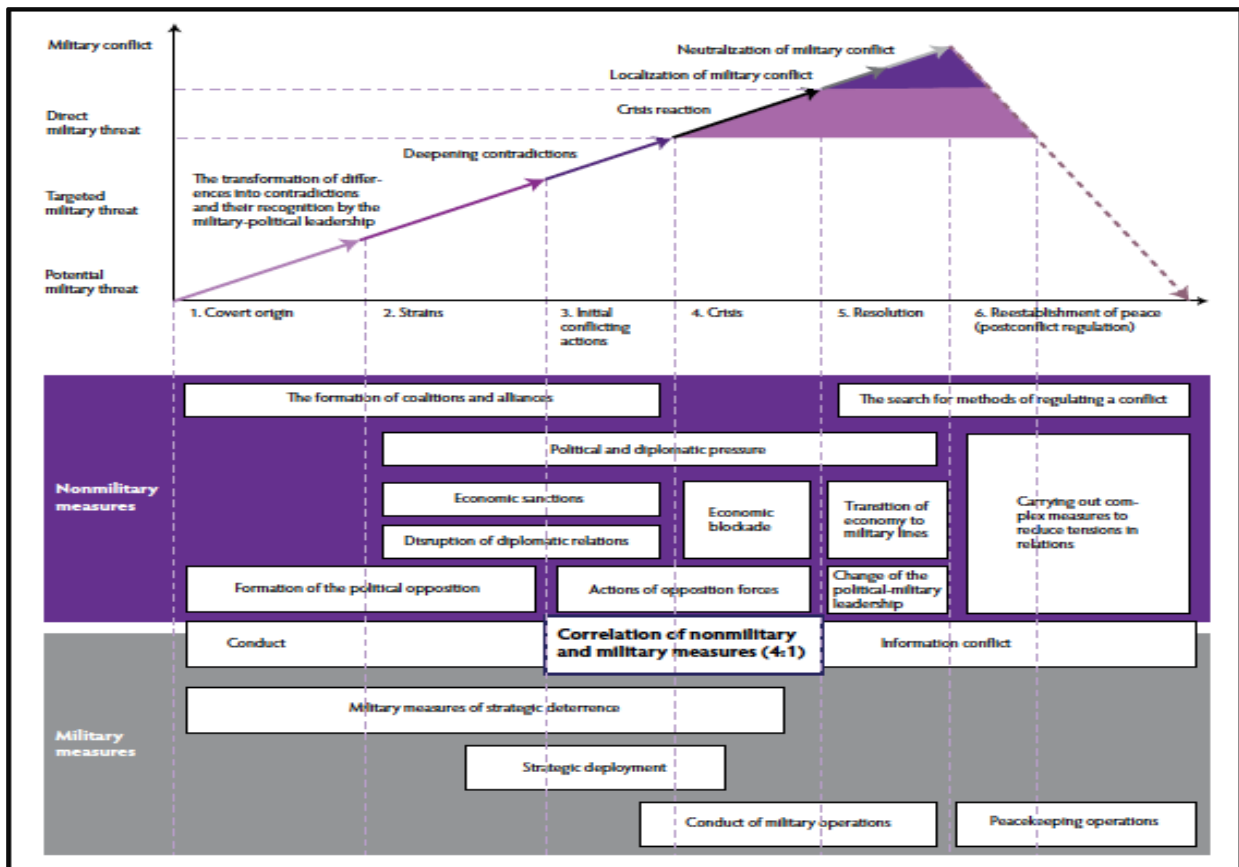 Military conflict
Neutralization of military conflict
Localization of military conflict
Direct
military threat
Crisis reaction
Deepening contradictions
The transformation of differ-
ences into contradictions
and their recognition by the
military-political leadership
Targeted
military threat
Potential
military threat
1. Covert origin
2. Strains
3. Initial
conflicting
actions
4. Crisis
5. Resolution
6. Reestablishment of peace
(postconflict regulation)
Nonmilitary
measures
The formation of coalitions and alliances
The search for methods of regulating a conflict
Political and diplomatic pressure
Economic sanctions
Disruption of diplomatic relations
Economic
blockade
Transition of
economy to
military lines
Carrying out com-
plex measures to
reduce tensions in
relations
Formation of the political opposition
Actions of opposition forces
Change of the
political-military
leadership
Conduct
Correlation of nonmilitary
and military measures (4:1)
Information conflict
Military
measures
Military measures of strategic deterrence
Strategic deployment
Conduct of military operations
Peacekeeping operations